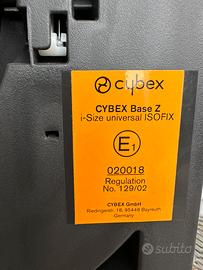 cybex
CYBEX Base Z
i-Size universal ISOFIX
E1
020018
Regulation
No. 129/02
CYBEX GmbH
Riedingerstr. 18, 95448 Bayreuth
Germany
subito